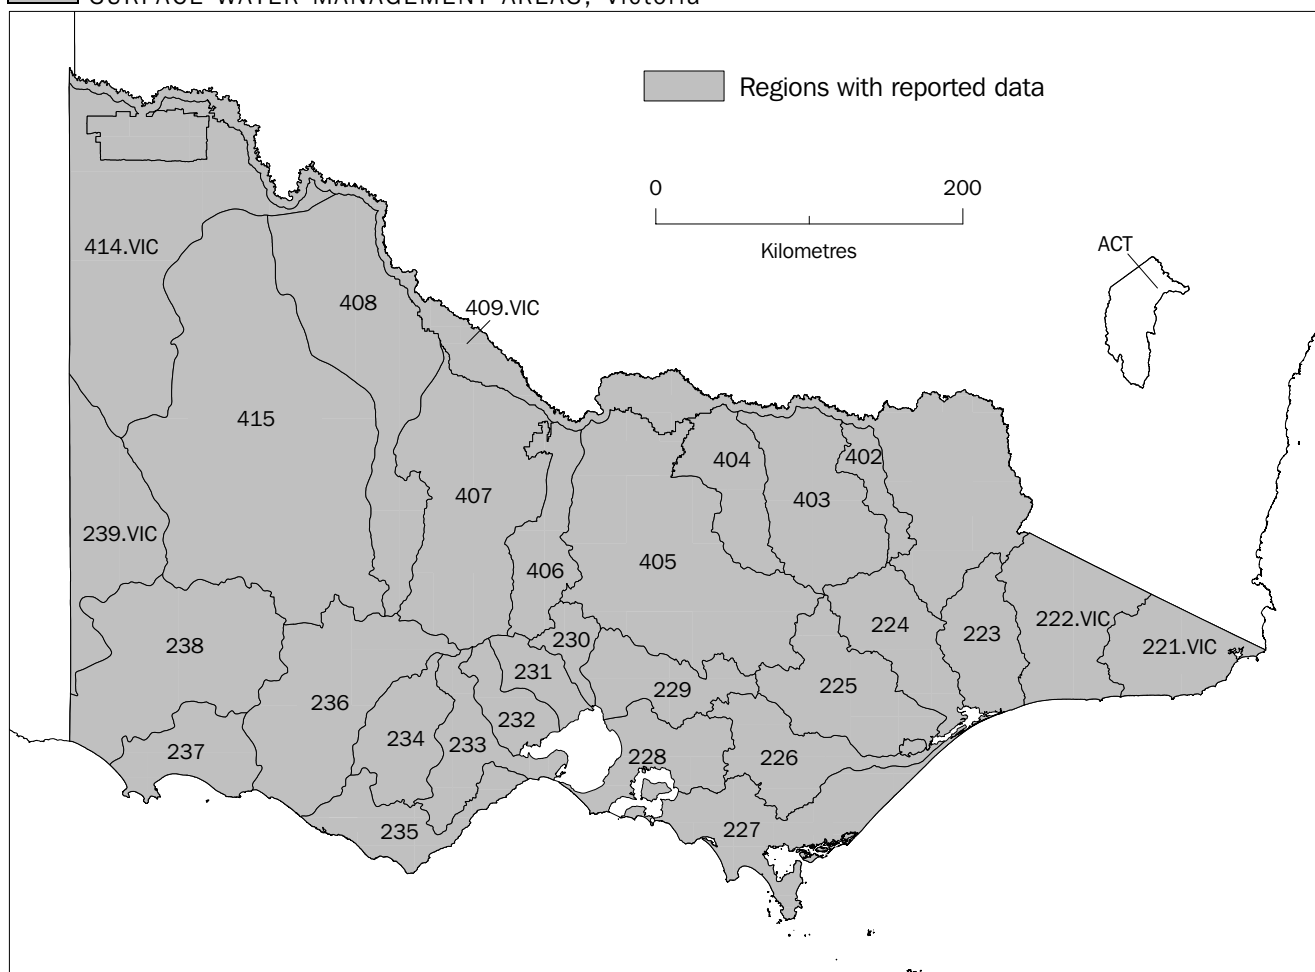 SURFACE WATER MANAGEMENT AREAS, Victoria
Regions with reported data
0 200
Kilometres
ACT
414.VIC
408
409.VIC
415
404
402
403
407
239.VIC
405
406
222.VIC
224
223
230
238
221.VIC
231
225
229
236
232
234
233
237
228
226
227
235